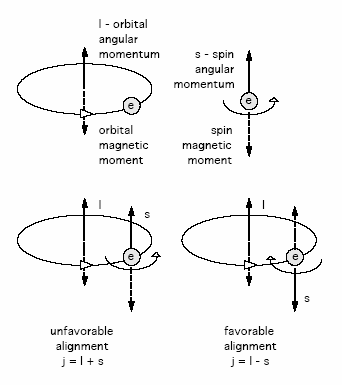 l - orbital
angular
momentum
e
orbital
magnetic
moment
s - spin
angular
momentum
e
spin
magnetic
moment
l
s
e
unfavorable
alignment
j = l + s
l
e
s
favorable
alignment
j = l - s